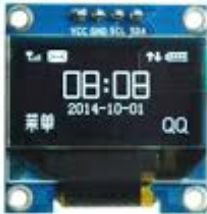 VCC GND SCL SDA
08:08
2014-10-01
菜单 QQ